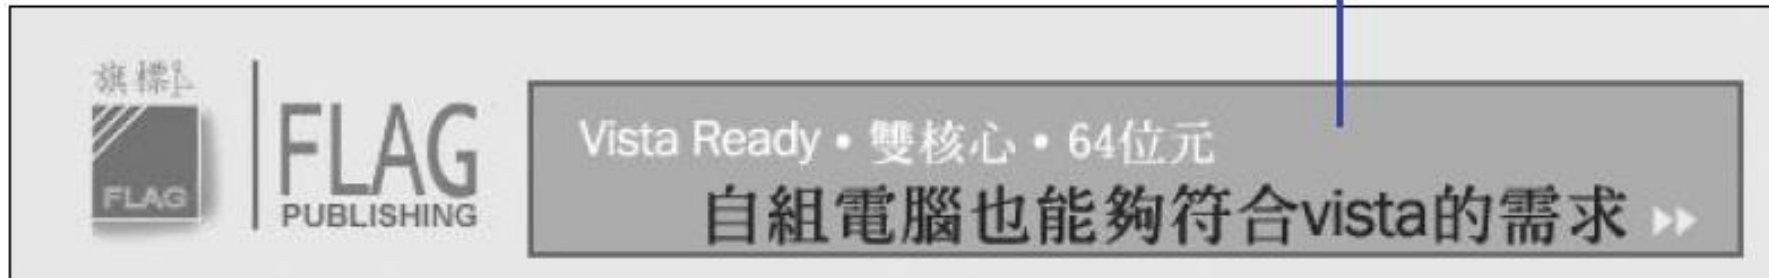 旗標
FLAG
FLAG
PUBLISHING
Vista Ready • 雙核心 • 64位元
自組電腦也能夠符合vista的需求